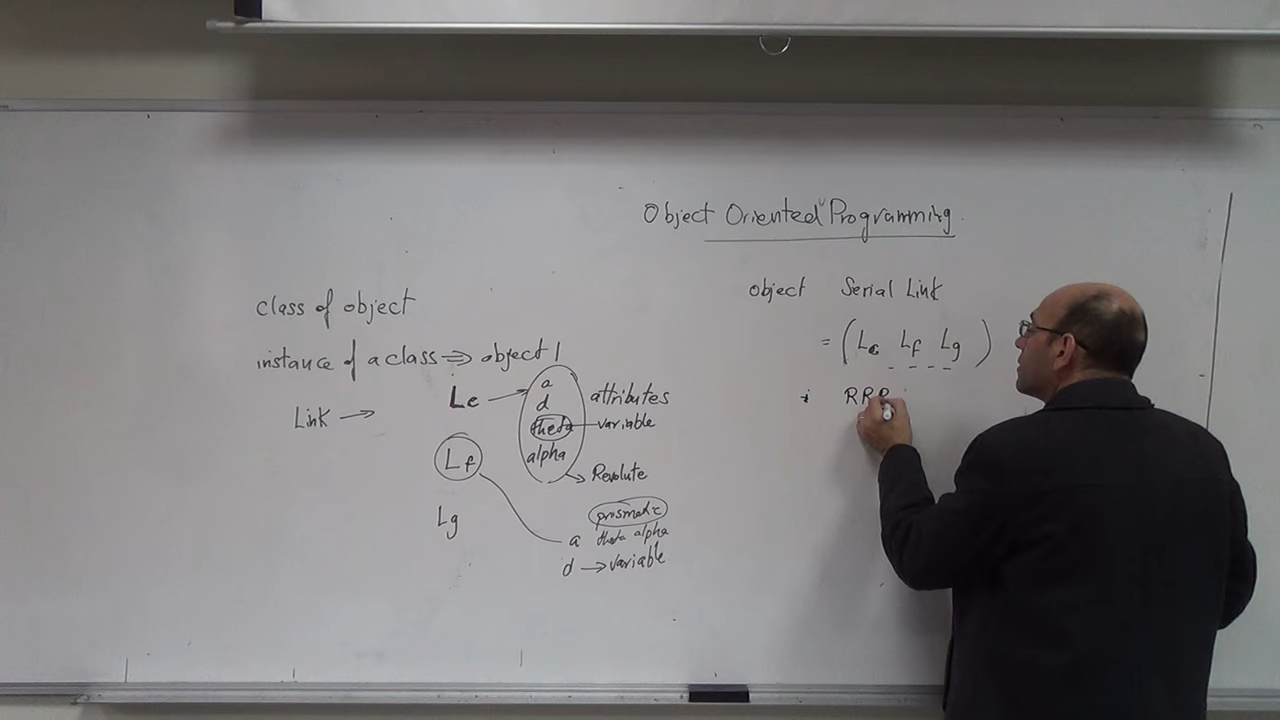 Object Oriented Programming.
class of object
instance of a class ⇒ object 1
Link →
Le →
a
d
theta
alpha
attributes
variable
→ Revolute
Lf
prismatic
a theta alpha
d → variable
Lg
object Serial Link
= (Le Lf Lg)
RRR